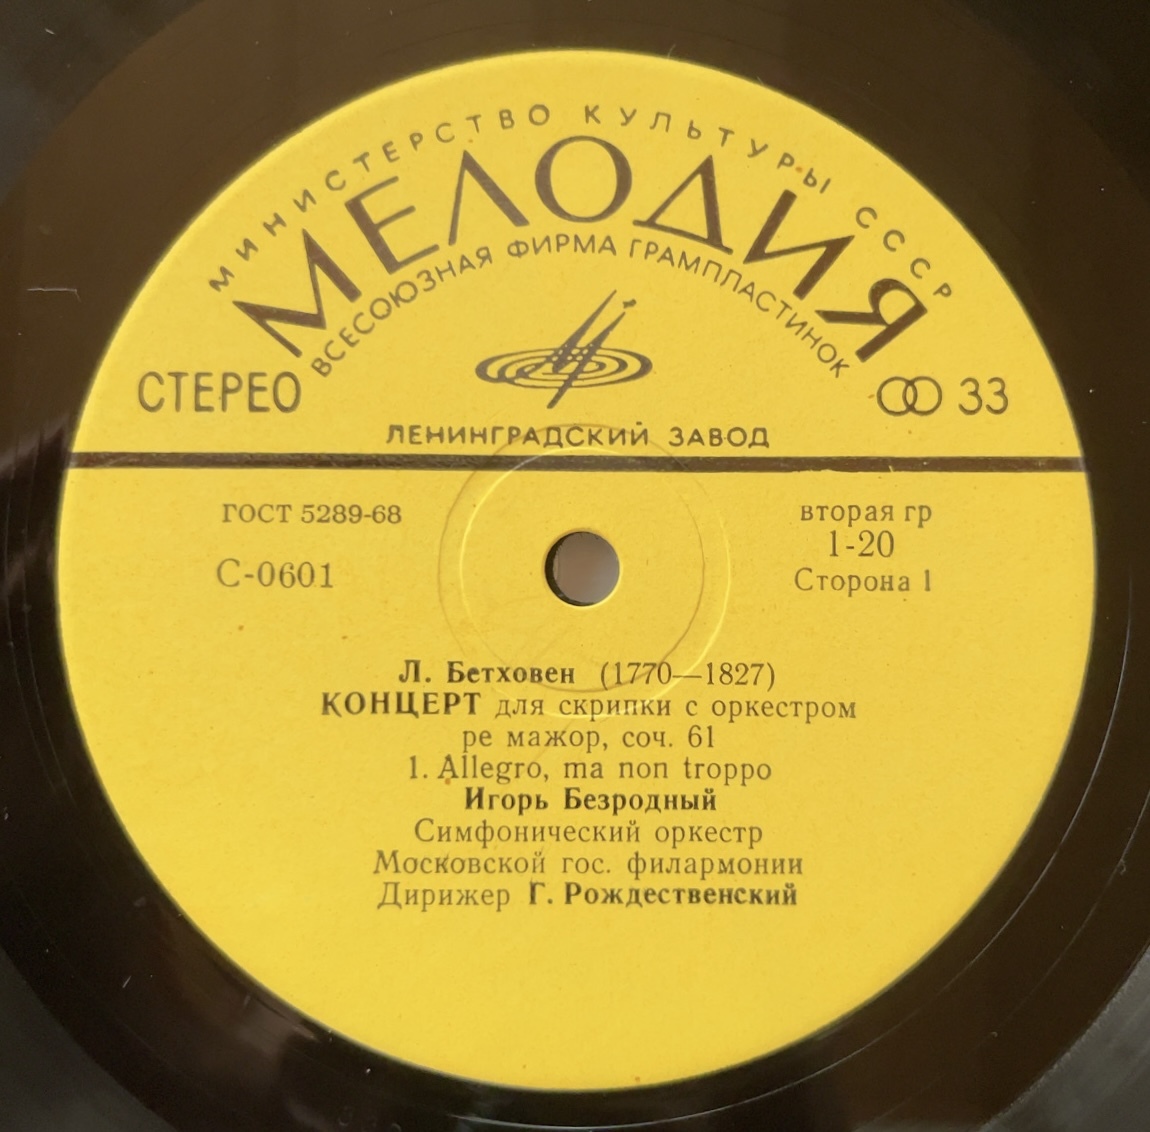 МИНИСТЕРСТВО КУЛЬТУРЫ СССР
МЕЛОДИЯ
ВСЕСОЮЗНАЯ ФИРМА ГРАМПЛАСТИНОК
СТЕРЕО
33
ЛЕНИНГРАДСКИЙ ЗАВОД
ГОСТ 5289-68
вторая гр
1-20
С-0601
Сторона 1
Л. Бетховен (1770—1827)
КОНЦЕРТ для скрипки с оркестром
ре мажор, соч. 61
1. Allegro, ma non troppo
Игорь Безродный
Симфонический оркестр
Московской гос. филармонии
Дирижер Г. Рождественский